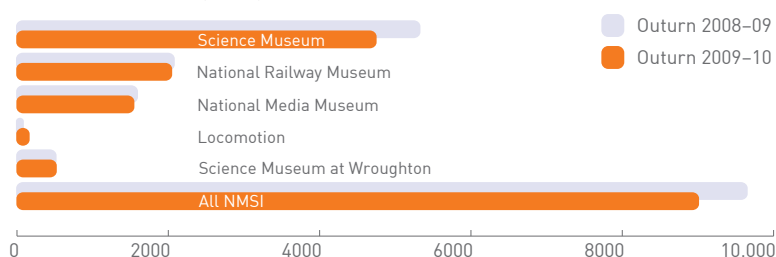 Outurn 2008–09
Outurn 2009–10
Science Museum
National Railway Museum
National Media Museum
Locomotion
Science Museum at Wroughton
All NMSI
0 2000 4000 6000 8000 10.000